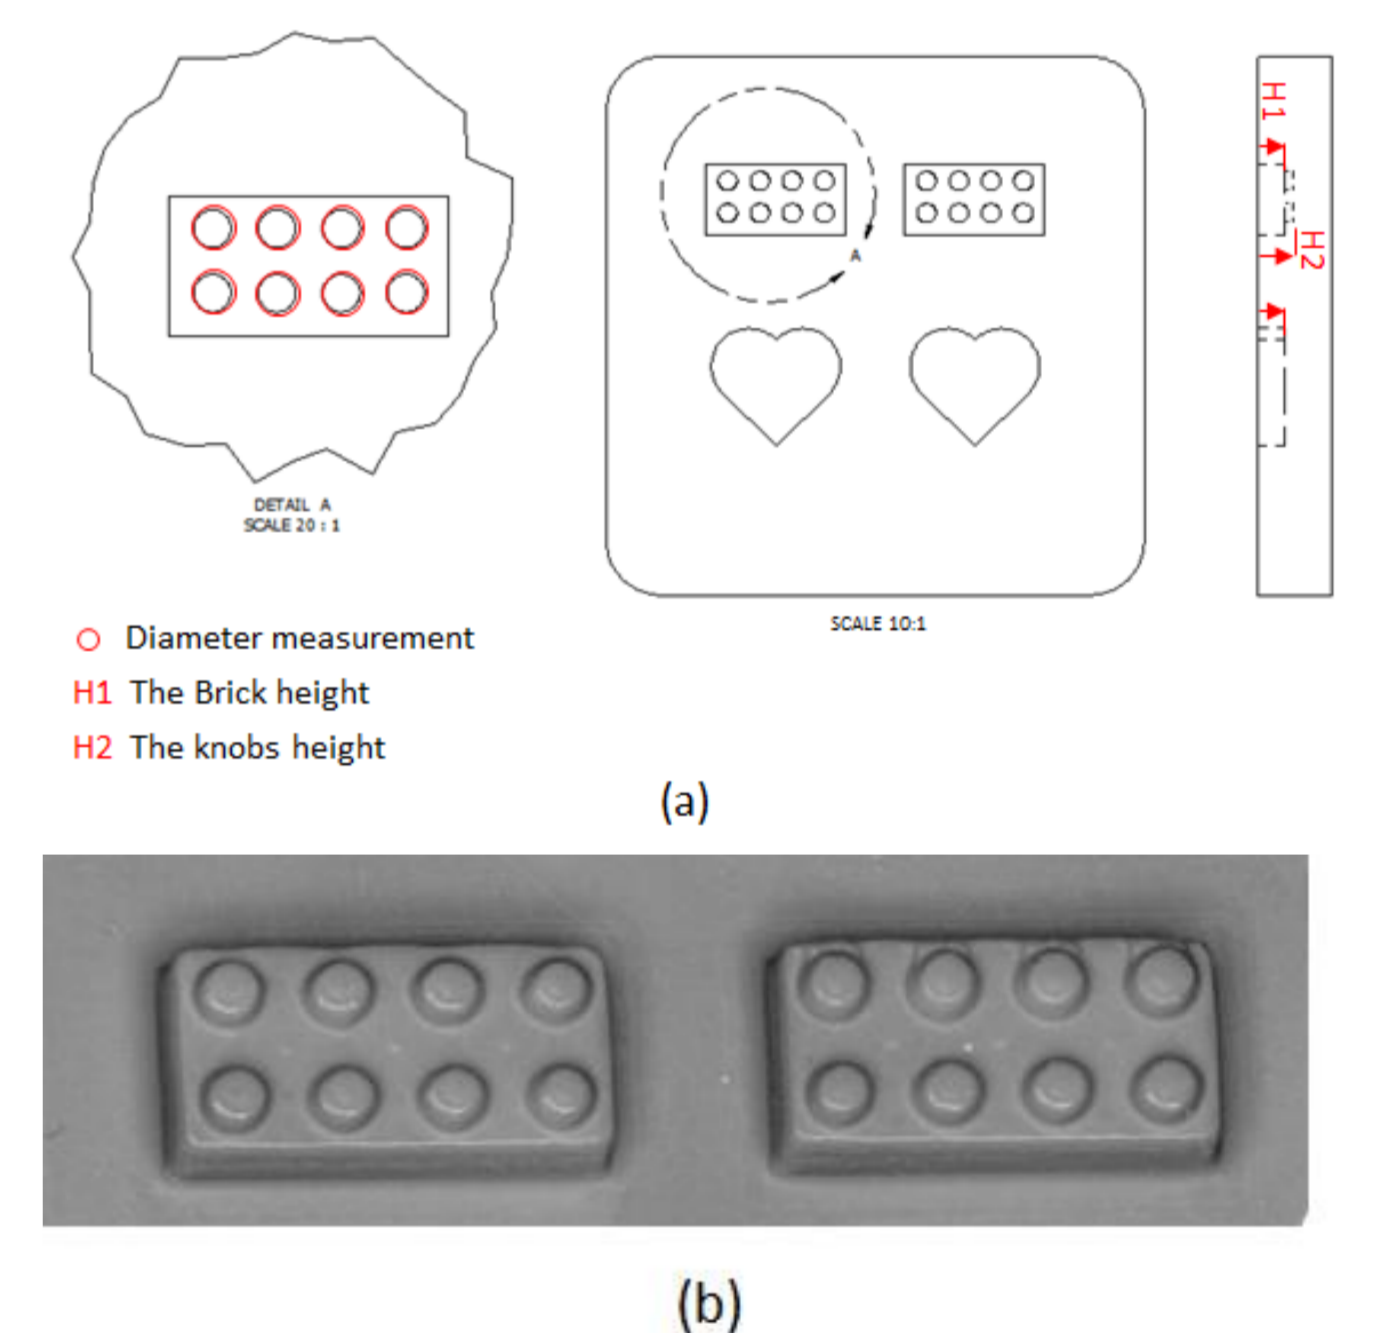 H1
H2
A
DETAIL A
SCALE 20 : 1
SCALE 10:1
Diameter measurement
H1 The Brick height
H2 The knobs height
(a)
(b)